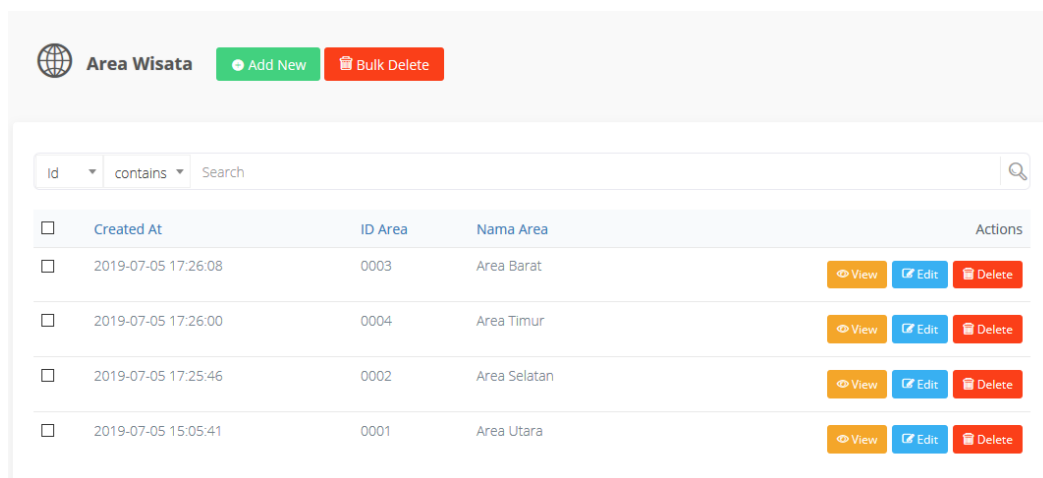 Area Wisata Add New Bulk Delete
Id contains Search
Created At ID Area Nama Area Actions
2019-07-05 17:26:08 0003 Area Barat View Edit Delete
2019-07-05 17:26:00 0004 Area Timur View Edit Delete
2019-07-05 17:25:46 0002 Area Selatan View Edit Delete
2019-07-05 15:05:41 0001 Area Utara View Edit Delete